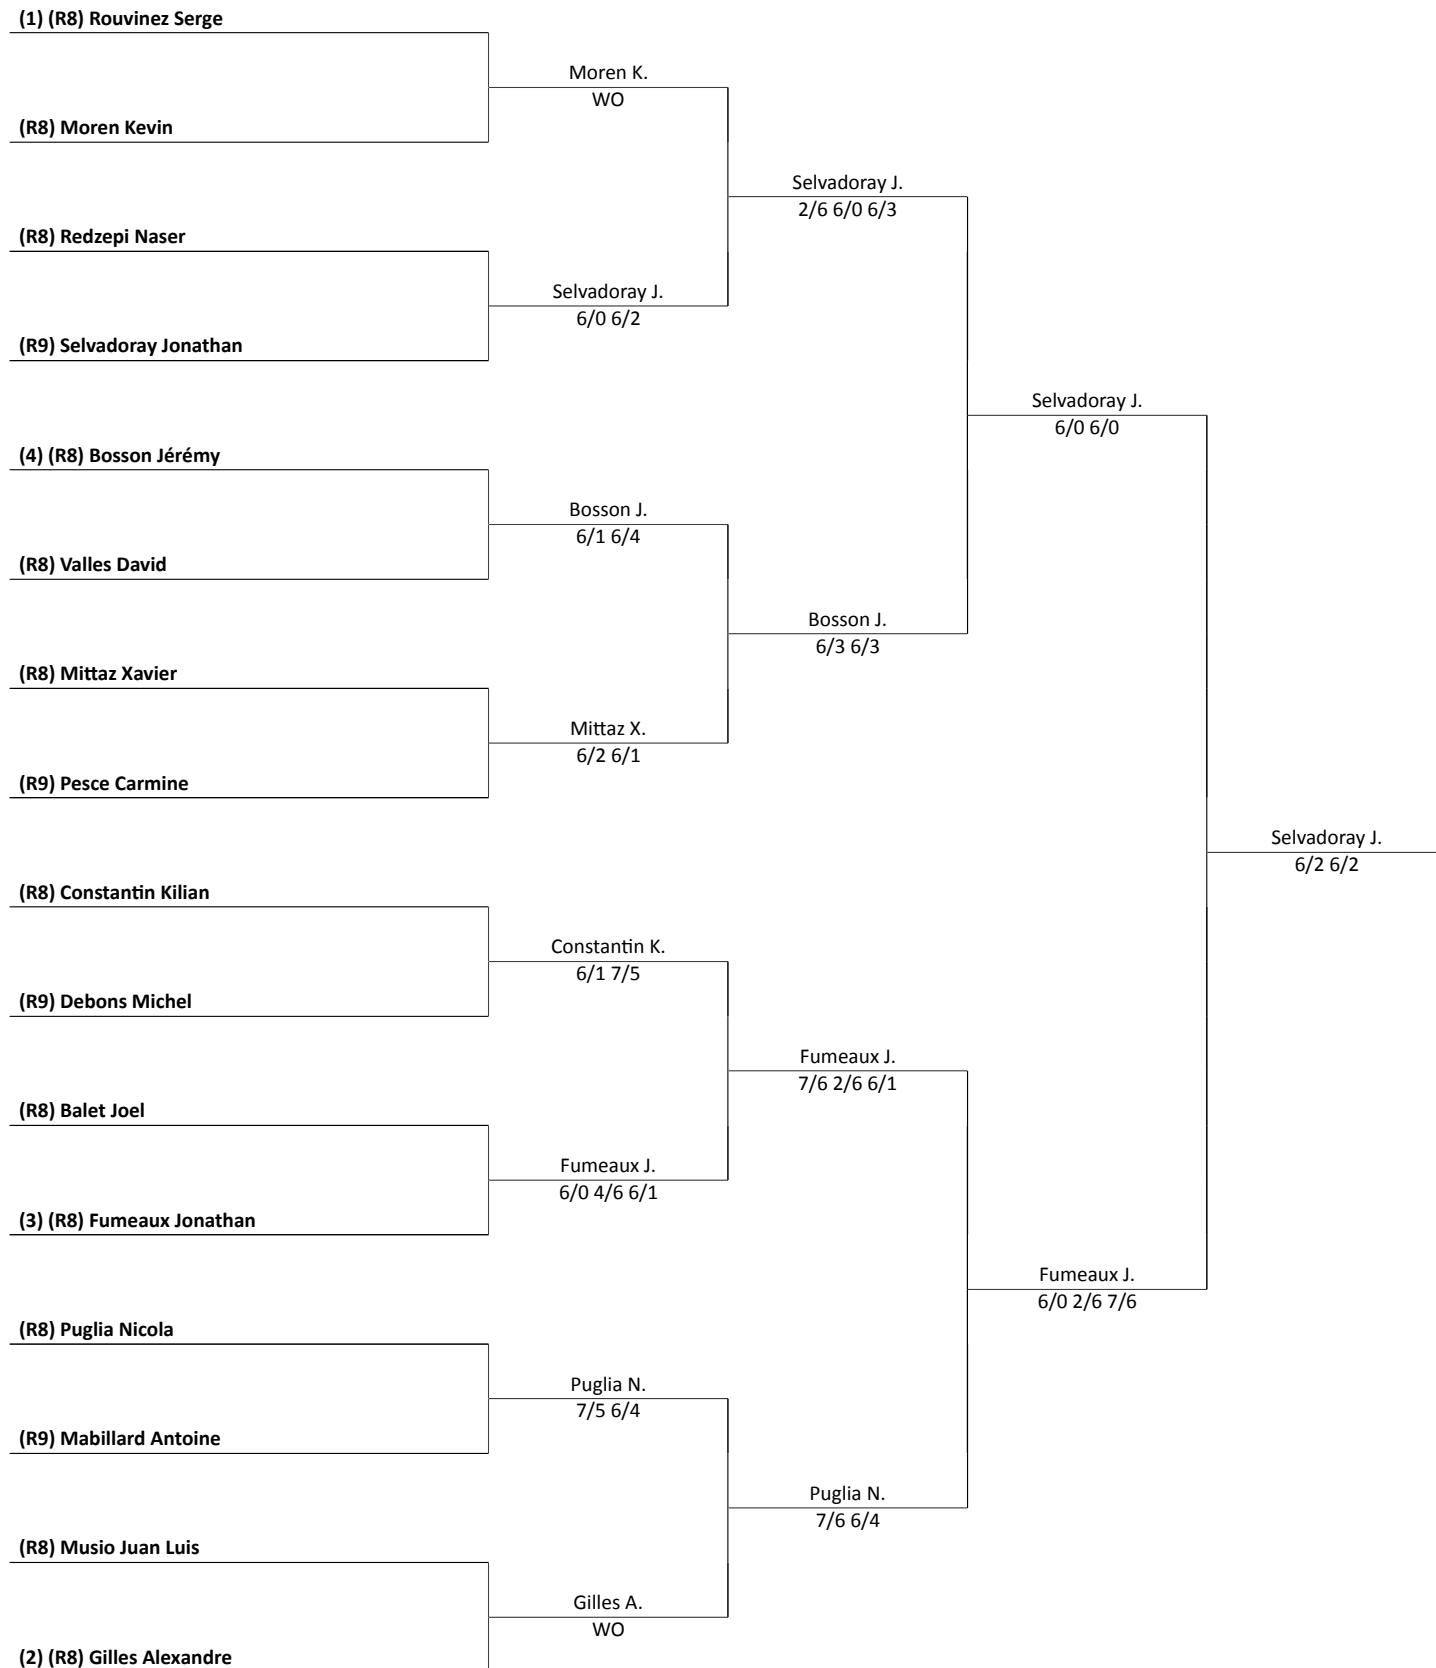 (1) (R8) Rouvinez Serge
Moren K.
WO
(R8) Moren Kevin
Selvadoray J.
2/6 6/0 6/3
(R8) Redzepi Naser
Selvadoray J.
6/0 6/2
(R9) Selvadoray Jonathan
Selvadoray J.
6/0 6/0
(4) (R8) Bosson Jérémy
Bosson J.
6/1 6/4
(R8) Valles David
Bosson J.
6/3 6/3
(R8) Mittaz Xavier
Mittaz X.
6/2 6/1
(R9) Pesce Carmine
Selvadoray J.
6/2 6/2
(R8) Constantin Kilian
Constantin K.
6/1 7/5
(R9) Debons Michel
Fumeaux J.
7/6 2/6 6/1
(R8) Balet Joel
Fumeaux J.
6/0 4/6 6/1
(3) (R8) Fumeaux Jonathan
Fumeaux J.
6/0 2/6 7/6
(R8) Puglia Nicola
Puglia N.
7/5 6/4
(R9) Mabillard Antoine
Puglia N.
7/6 6/4
(R8) Musio Juan Luis
Gilles A.
WO
(2) (R8) Gilles Alexandre